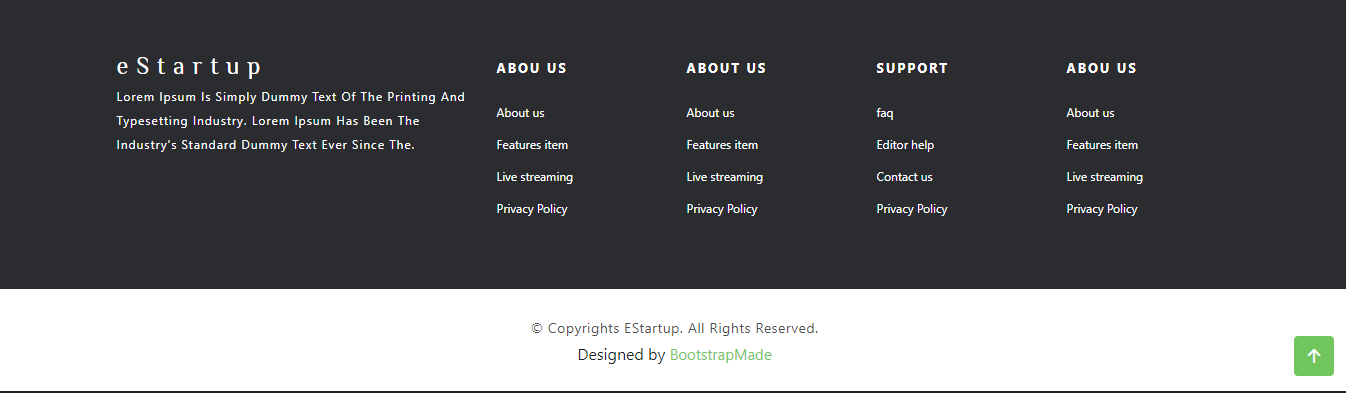 eStartup
Lorem Ipsum Is Simply Dummy Text Of The Printing And
Typesetting Industry. Lorem Ipsum Has Been The
Industry's Standard Dummy Text Ever Since The.
ABOU US
About us
Features item
Live streaming
Privacy Policy
ABOUT US
About us
Features item
Live streaming
Privacy Policy
SUPPORT
faq
Editor help
Contact us
Privacy Policy
ABOU US
About us
Features item
Live streaming
Privacy Policy
© Copyrights EStartup. All Rights Reserved.
Designed by BootstrapMade